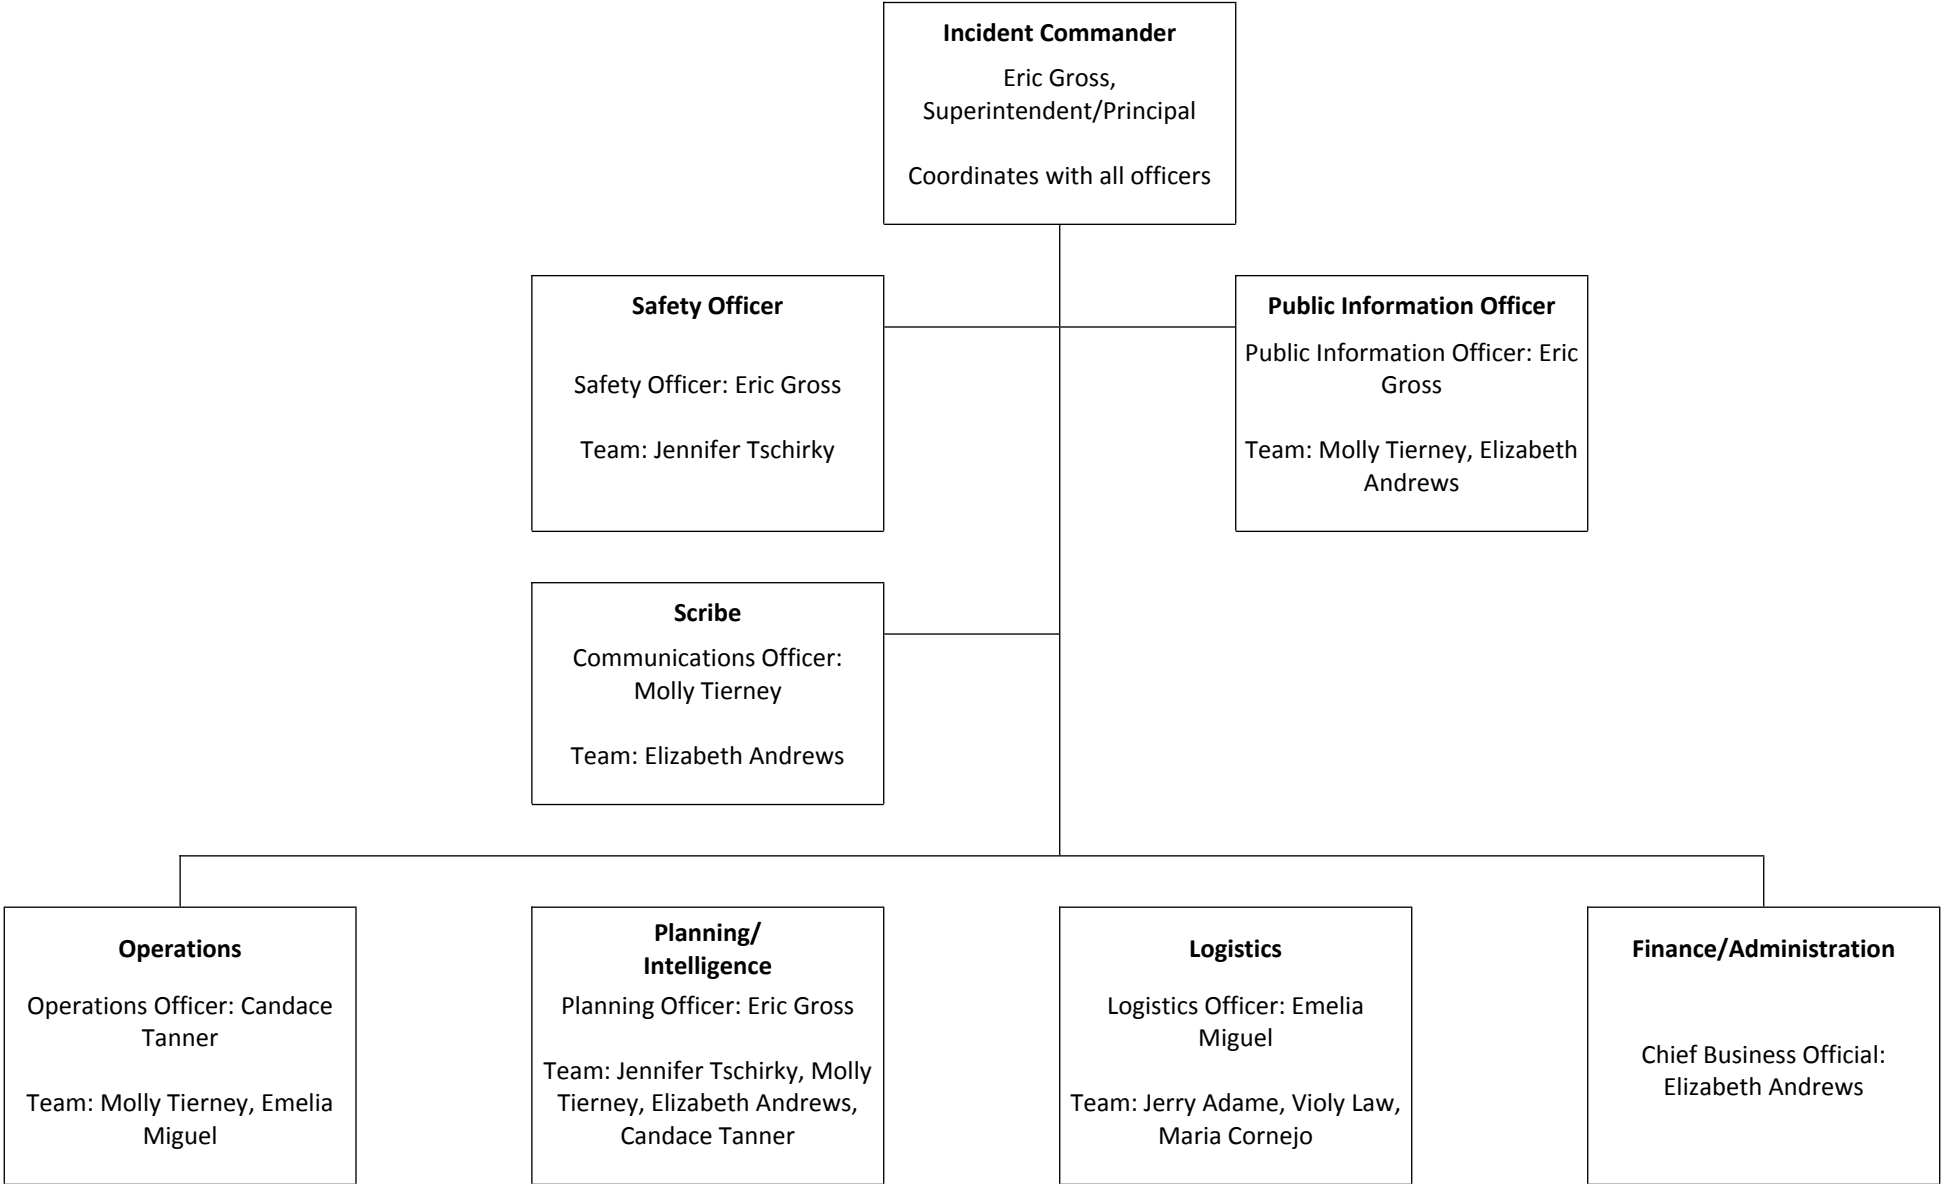 Incident Commander
Eric Gross,
Superintendent/Principal
Coordinates with all officers
Safety Officer
Safety Officer: Eric Gross
Team: Jennifer Tschirky
Public Information Officer
Public Information Officer: Eric
Gross
Team: Molly Tierney, Elizabeth
Andrews
Scribe
Communications Officer:
Molly Tierney
Team: Elizabeth Andrews
Operations
Operations Officer: Candace
Tanner
Team: Molly Tierney, Emelia
Miguel
Planning/
Intelligence
Planning Officer: Eric Gross
Team: Jennifer Tschirky, Molly
Tierney, Elizabeth Andrews,
Candace Tanner
Logistics
Logistics Officer: Emelia
Miguel
Team: Jerry Adame, Violy Law,
Maria Cornejo
Finance/Administration
Chief Business Official:
Elizabeth Andrews